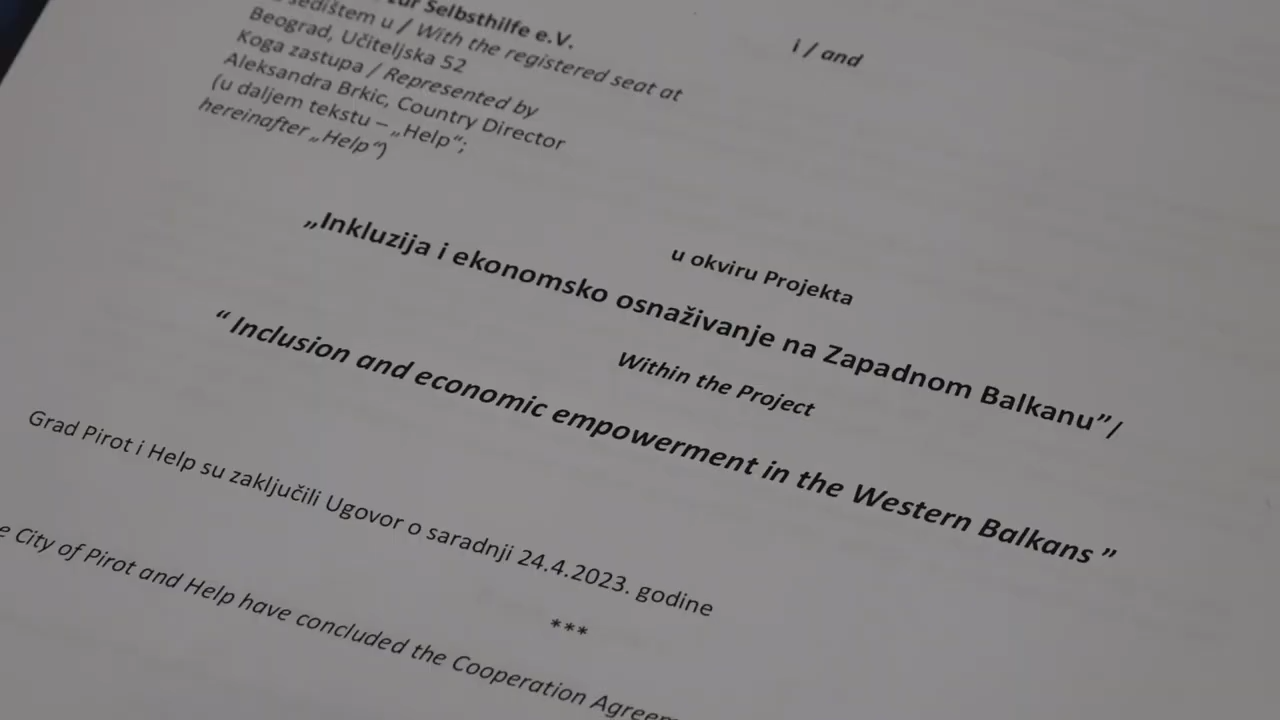 zur Selbsthilfe e.V.
sedištem u / With the registered seat at
Beograd, Učiteljska 52
Koga zastupa / Represented by
Aleksandra Brkic, Country Director
(u daljem tekstu – „Help“;
hereinafter „Help“)
i / and
u okviru Projekta
„Inkluzija i ekonomsko osnaživanje na Zapadnom Balkanu”/
Within the Project
“ Inclusion and economic empowerment in the Western Balkans ”
Grad Pirot i Help su zaključili Ugovor o saradnji 24.4.2023. godine
***
City of Pirot and Help have concluded the Cooperation Agreem